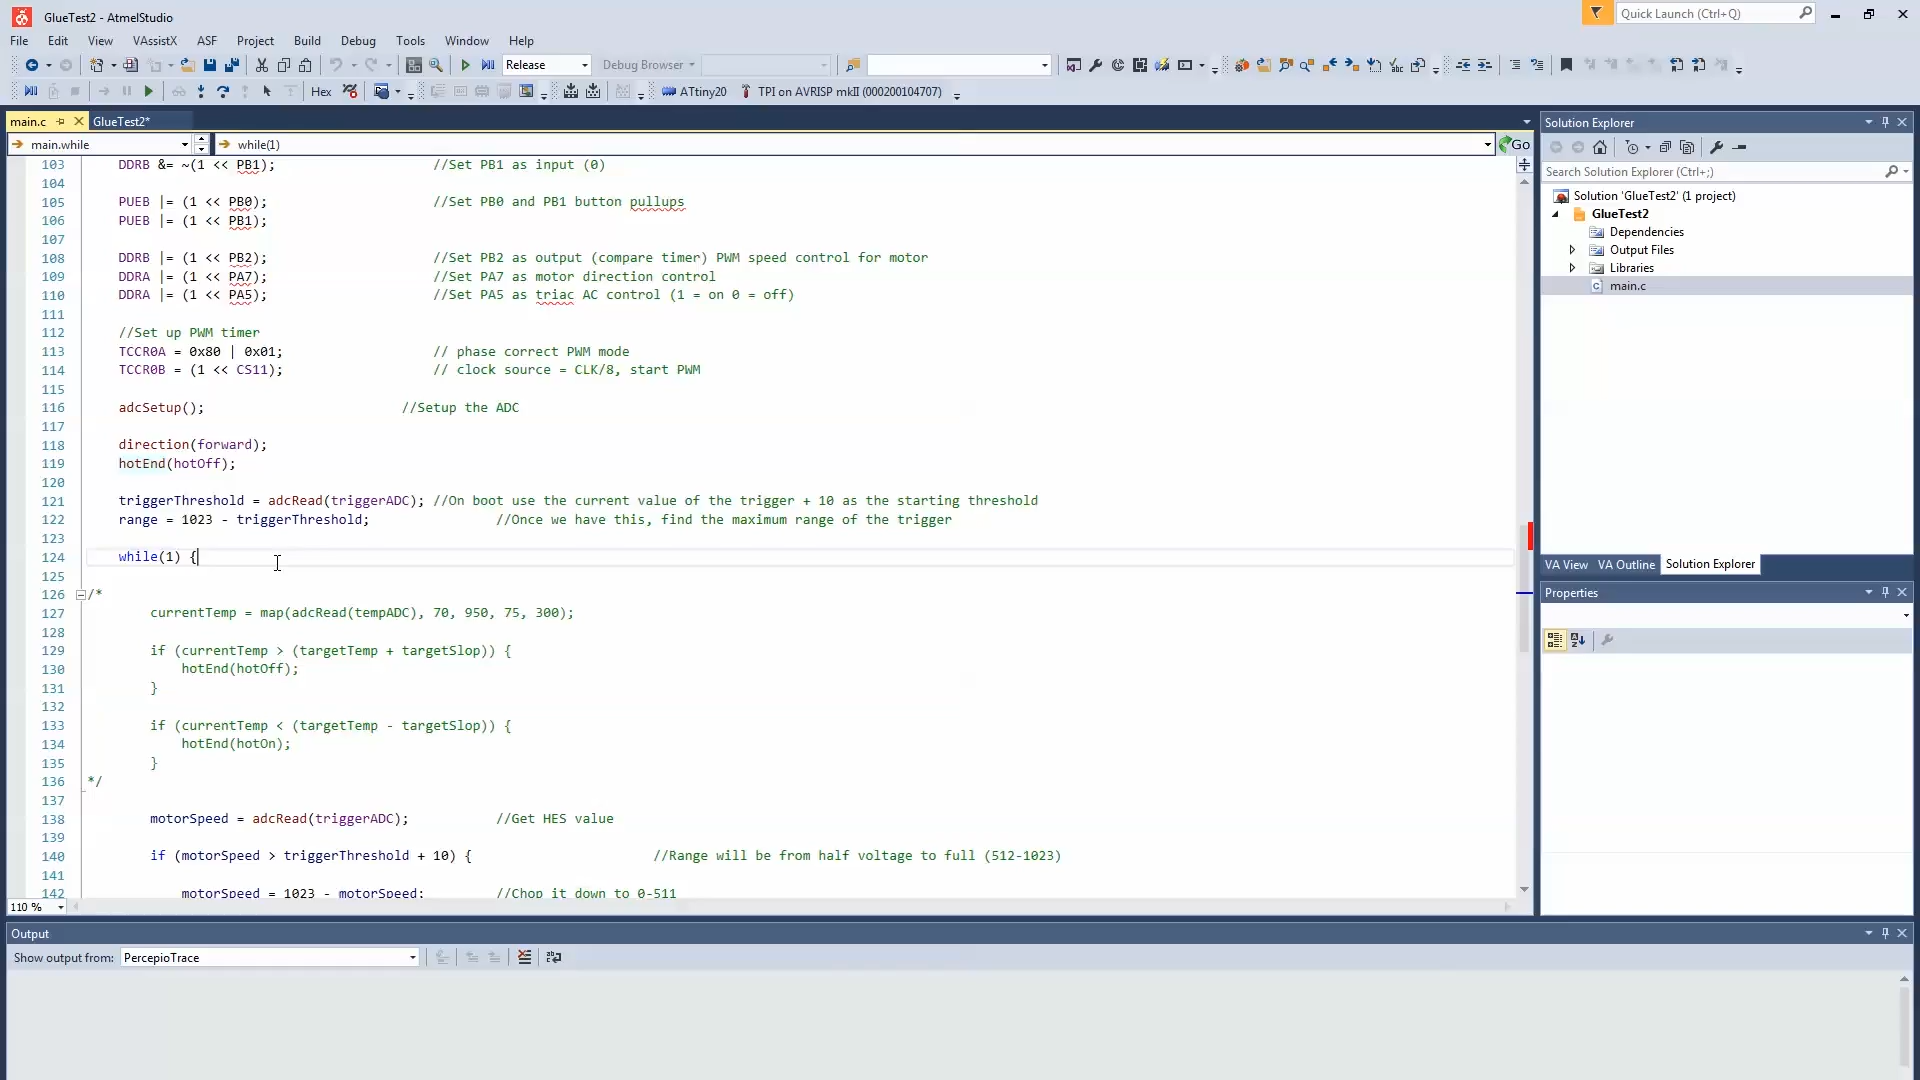 GlueTest2 - AtmelStudio
Quick Launch (Ctrl+Q)
File Edit View VAssistX ASF Project Build Debug Tools Window Help
Release Debug Browser
Hex ATtiny20 TPI on AVRISP mkII (000200104707)
main.c GlueTest2*
main.while while(1) Go
103 DDRB &= ~(1 << PB1); //Set PB1 as input (0)
104
105 PUEB |= (1 << PB0); //Set PB0 and PB1 button pullups
106 PUEB |= (1 << PB1);
107
108 DDRB |= (1 << PB2); //Set PB2 as output (compare timer) PWM speed control for motor
109 DDRA |= (1 << PA7); //Set PA7 as motor direction control
110 DDRA |= (1 << PA5); //Set PA5 as triac AC control (1 = on 0 = off)
111
112 //Set up PWM timer
113 TCCR0A = 0x80 | 0x01; // phase correct PWM mode
114 TCCR0B = (1 << CS11); // clock source = CLK/8, start PWM
115
116 adcSetup(); //Setup the ADC
117
118 direction(forward);
119 hotEnd(hotOff);
120
121 triggerThreshold = adcRead(triggerADC); //On boot use the current value of the trigger + 10 as the starting threshold
122 range = 1023 - triggerThreshold; //Once we have this, find the maximum range of the trigger
123
124 while(1) {
125
126 /*
127 currentTemp = map(adcRead(tempADC), 70, 950, 75, 300);
128
129 if (currentTemp > (targetTemp + targetSlop)) {
130 hotEnd(hotOff);
131 }
132
133 if (currentTemp < (targetTemp - targetSlop)) {
134 hotEnd(hotOn);
135 }
136 */
137
138 motorSpeed = adcRead(triggerADC); //Get HES value
139
140 if (motorSpeed > triggerThreshold + 10) { //Range will be from half voltage to full (512-1023)
141
142 motorSpeed = 1023 - motorSpeed; //Chop it down to 0-511
110 %
Solution Explorer
Search Solution Explorer (Ctrl+;)
Solution 'GlueTest2' (1 project)
GlueTest2
Dependencies
Output Files
Libraries
main.c
VA View VA Outline Solution Explorer
Properties
Output
Show output from: PercepioTrace